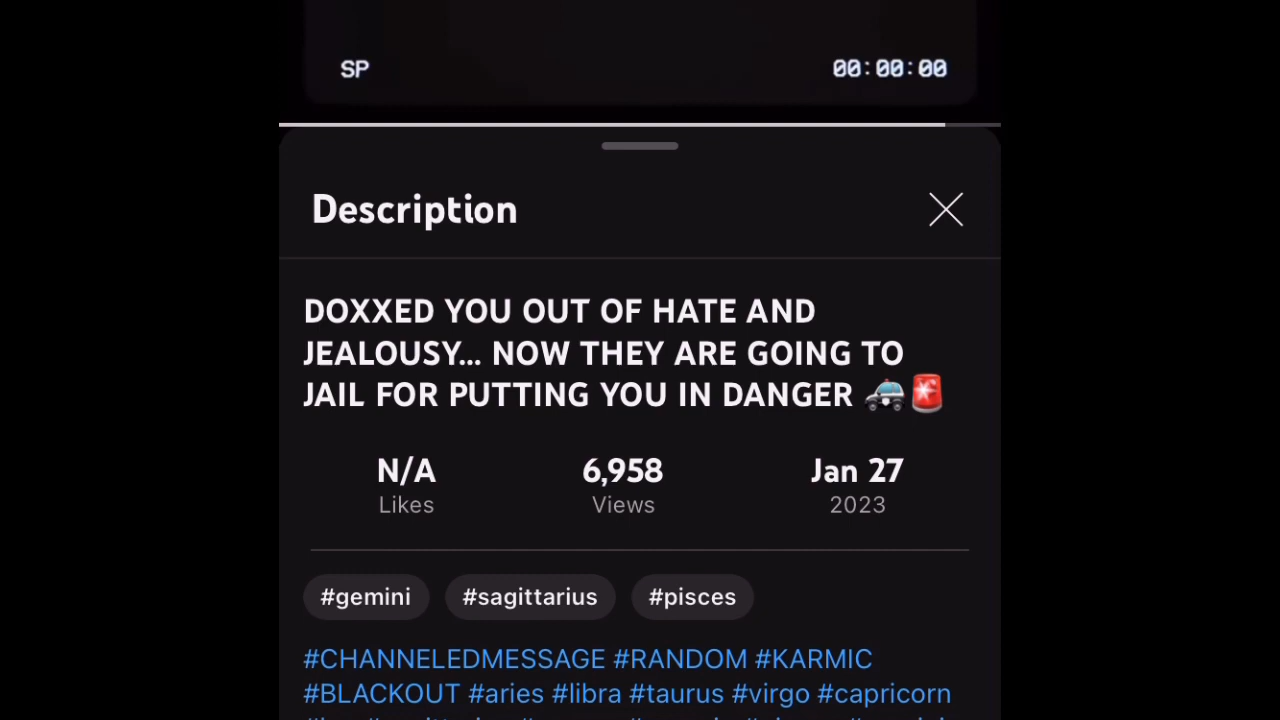 SP 00:00:00
Description
DOXXED YOU OUT OF HATE AND
JEALOUSY... NOW THEY ARE GOING TO
JAIL FOR PUTTING YOU IN DANGER 🚓🚨
N/A 6,958 Jan 27
Likes Views 2023
#gemini #sagittarius #pisces
#CHANNELEDMESSAGE #RANDOM #KARMIC
#BLACKOUT #aries #libra #taurus #virgo #capricorn